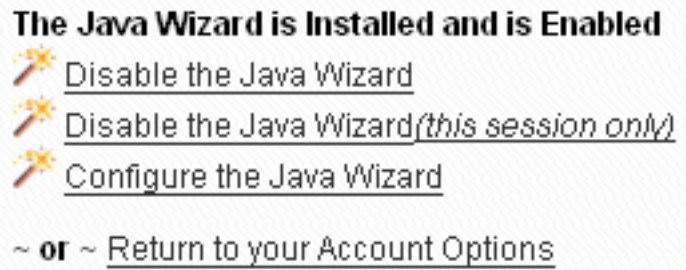 The Java Wizard is Installed and is Enabled
Disable the Java Wizard
Disable the Java Wizard(this session only)
Configure the Java Wizard
~ or ~ Return to your Account Options